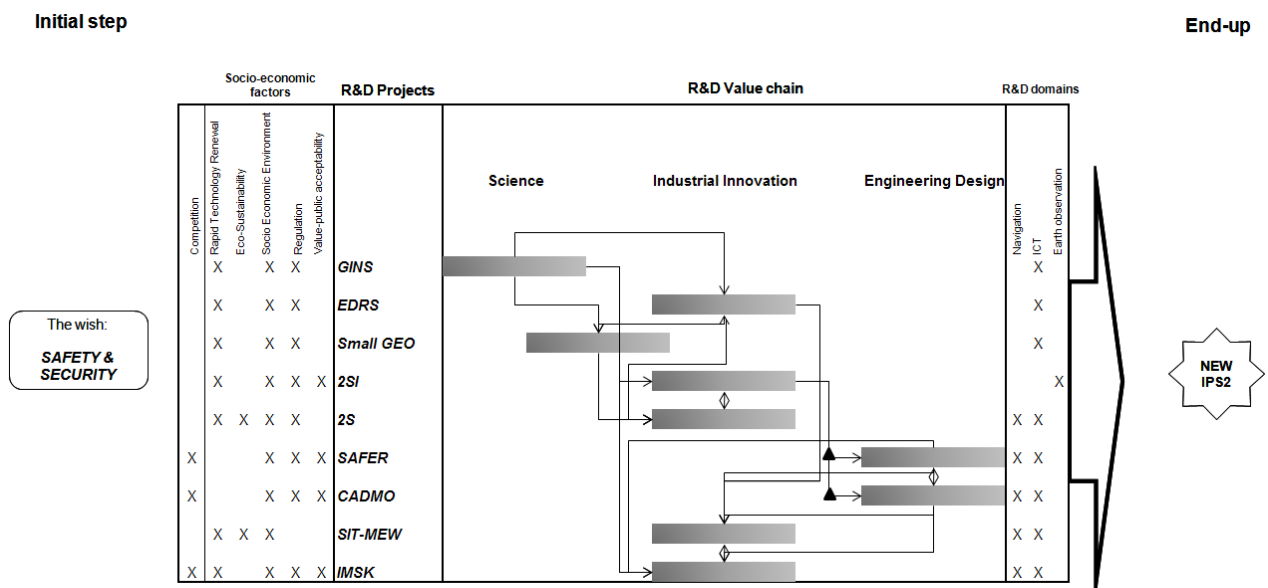 Initial step
End-up
Socio-economic
factors
R&D Projects
R&D Value chain
R&D domains
Competition
Rapid Technology Renewal
Eco-Sustainability
Socio Economic Environment
Regulation
Value-public acceptability
Science
Industrial Innovation
Engineering Design
Navigation
ICT
Earth observation
X X X GINS X
X X X EDRS X
X X X Small GEO X
X X X X 2SI X
X X X X 2S X X
X X X X SAFER X X
X X X X CADMO X X
X X X SIT-MEW X X
X X X X X IMSK X X
The wish:
SAFETY &
SECURITY
NEW
IPS2